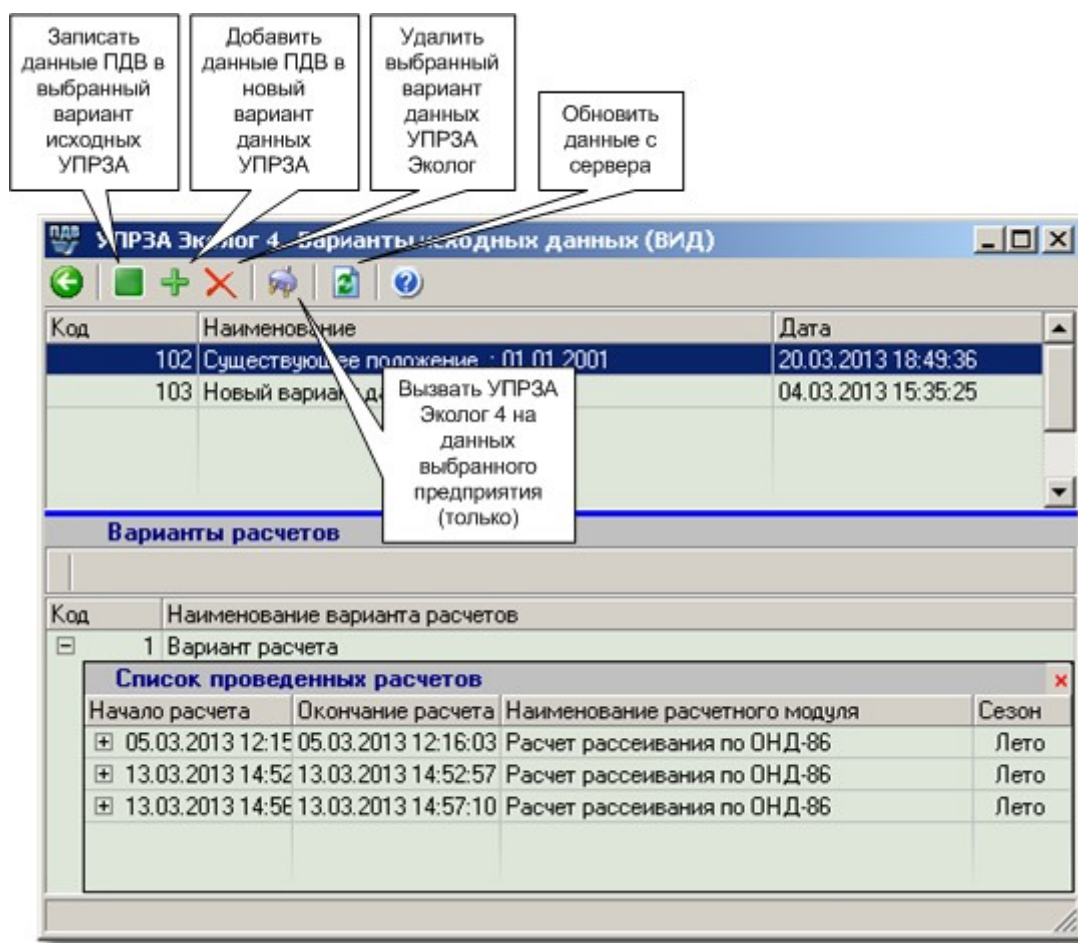 Записать
данные ПДВ в
выбранный
вариант
исходных
УПРЗА
Добавить
данные ПДВ в
новый
вариант
данных
УПРЗА
Удалить
выбранный
вариант
данных
УПРЗА
Эколог
Обновить
данные с
сервера
ПДВ УПРЗА Эколог 4 Варианты исходных данных (ВИД)
Код Наименование Дата
102 Существующее положение : 01.01.2001 20.03.2013 18:49:36
103 Новый вариант 04.03.2013 15:35:25
Вызвать УПРЗА
Эколог 4 на
данных
выбранного
предприятия
(только)
Варианты расчетов
Код Наименование варианта расчетов
1 Вариант расчета
Список проведенных расчетов
Начало расчета Окончание расчета Наименование расчетного модуля Сезон
05.03.2013 12:15 05.03.2013 12:16:03 Расчет рассеивания по ОНД-86 Лето
13.03.2013 14:52 13.03.2013 14:52:57 Расчет рассеивания по ОНД-86 Лето
13.03.2013 14:56 13.03.2013 14:57:10 Расчет рассеивания по ОНД-86 Лето